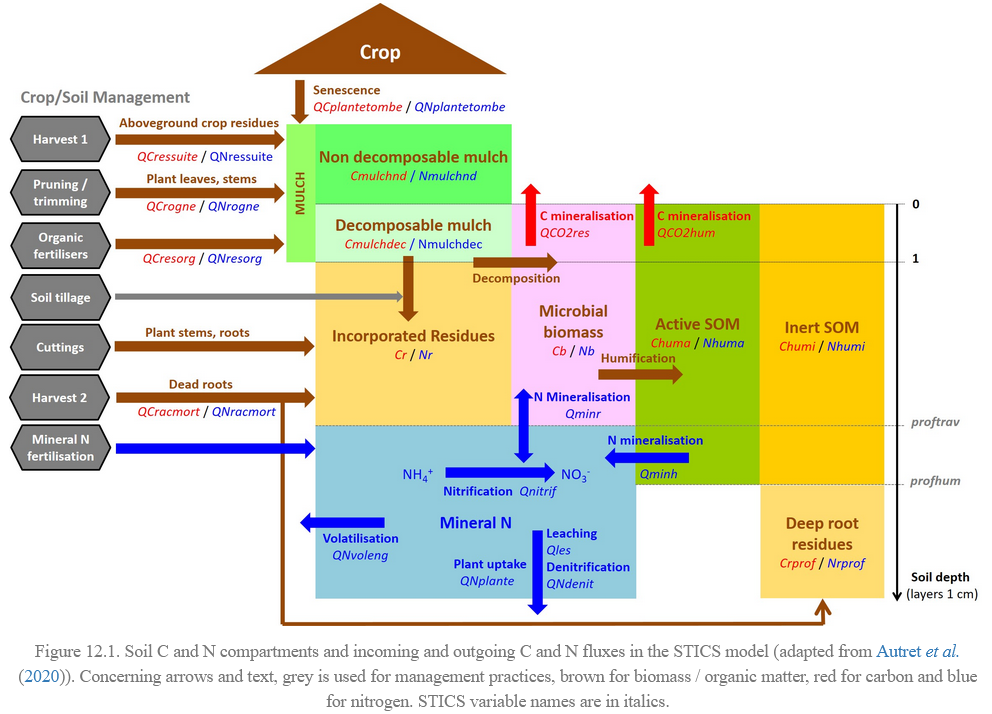 Crop
Senescence
QCplantetombe / QNplantetombe
Crop/Soil Management
Harvest 1
Aboveground crop residues
QCressuite / QNressuite
Pruning /
trimming
Plant leaves, stems
QCrogne / QNrogne
Organic
fertilisers
QCresorg / QNresorg
Soil tillage
Cuttings
Plant stems, roots
Harvest 2
Dead roots
QCracmort / QNracmort
Mineral N
fertilisation
MULCH
Non decomposable mulch
Cmulchnd / Nmulchnd
Decomposable mulch
Cmulchdec / Nmulchdec
Decomposition
Incorporated Residues
Cr / Nr
C mineralisation
QCO2res
Microbial
biomass
Cb / Nb
Humification
N Mineralisation
Qminr
C mineralisation
QCO2hum
Active SOM
Chuma / Nhuma
Inert SOM
Chumi / Nhumi
N mineralisation
Qminh
NH₄⁺
NO₃⁻
Nitrification Qnitrif
Mineral N
Volatilisation
QNvoleng
Plant uptake
QNplante
Leaching
Qles
Denitrification
QNdenit
Deep root
residues
Crprof / Nrprof
0
1
proftrav
profhum
Soil depth
(layers 1 cm)
Figure 12.1. Soil C and N compartments and incoming and outgoing C and N fluxes in the STICS model (adapted from Autret et al.
(2020)). Concerning arrows and text, grey is used for management practices, brown for biomass / organic matter, red for carbon and blue
for nitrogen. STICS variable names are in italics.